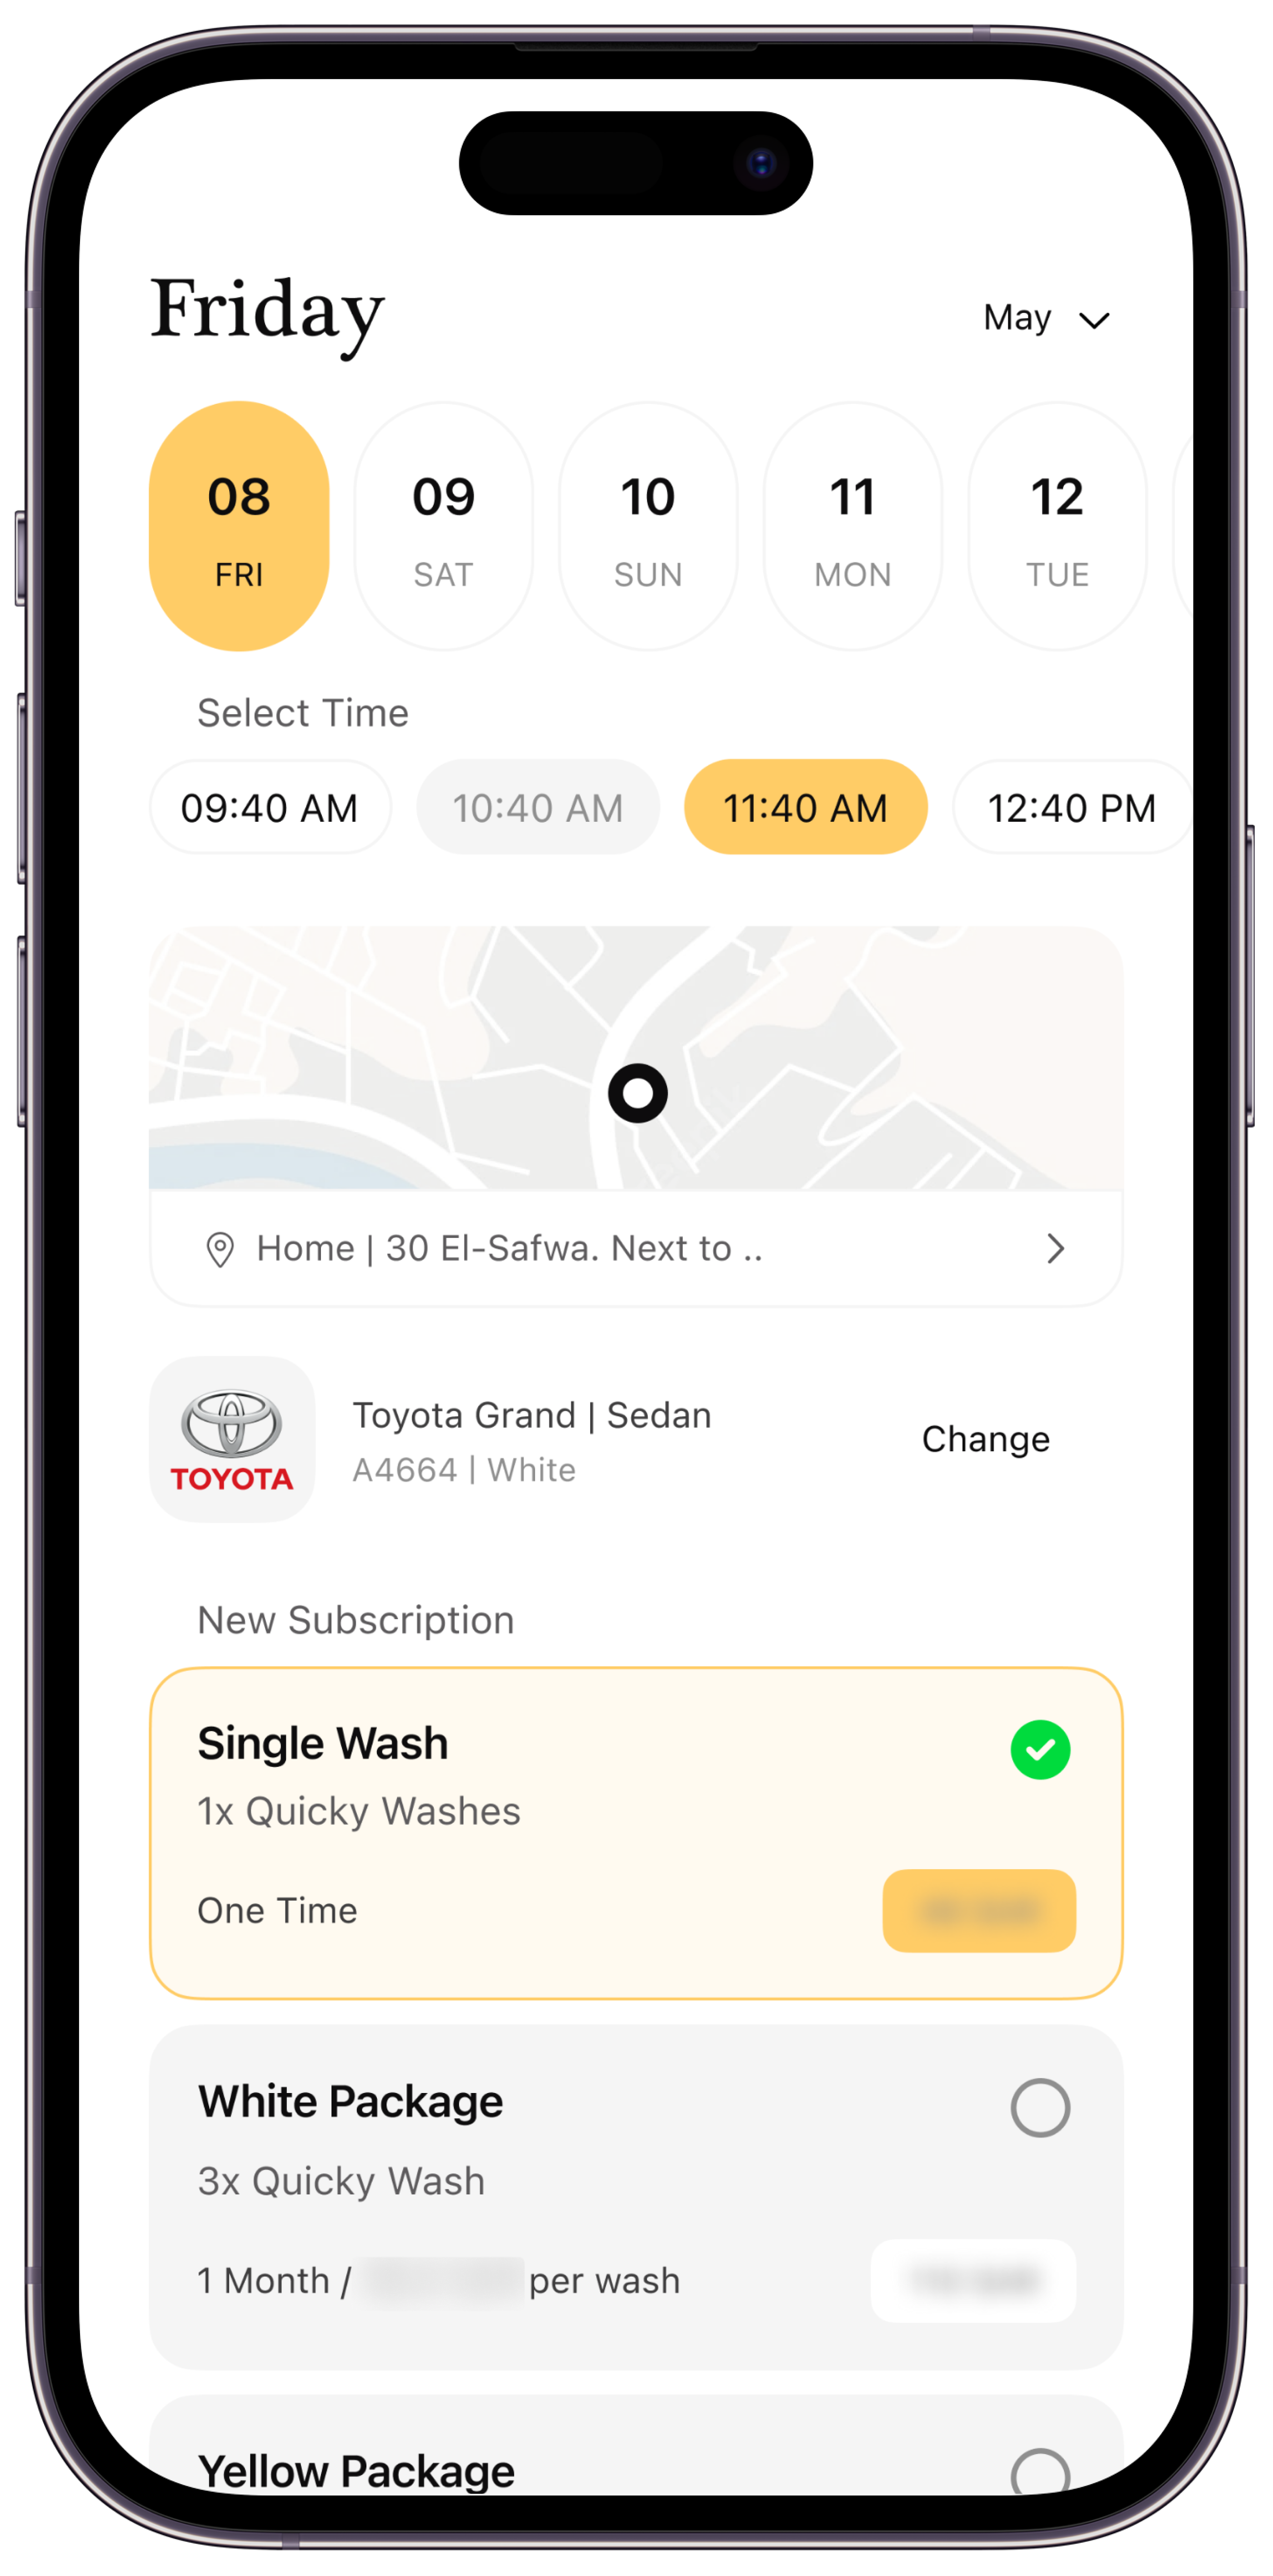 Friday
May
08 09 10 11 12
FRI SAT SUN MON TUE
Select Time
09:40 AM 10:40 AM 11:40 AM 12:40 PM
Home | 30 El-Safwa. Next to ..
TOYOTA
Toyota Grand | Sedan
A4664 | White
Change
New Subscription
Single Wash
1x Quicky Washes
One Time
White Package
3x Quicky Wash
1 Month / per wash
Yellow Package